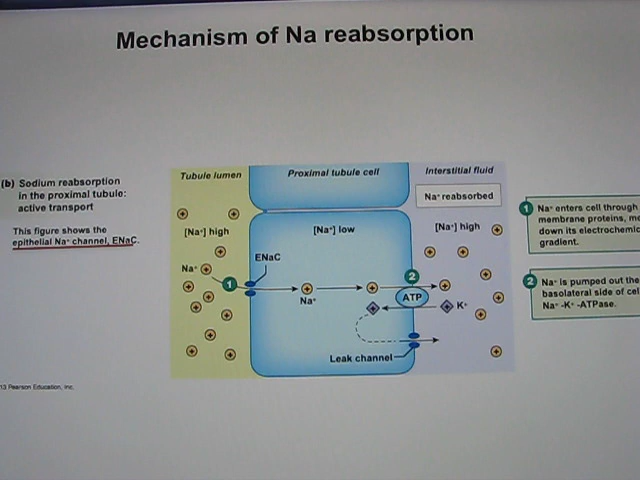 Mechanism of Na reabsorption
(b) Sodium reabsorption
in the proximal tubule:
active transport
This figure shows the
epithelial Na⁺ channel, ENaC.
Tubule lumen
Proximal tubule cell
Interstitial fluid
Na⁺ reabsorbed
[Na⁺] high
[Na⁺] low
[Na⁺] high
ENaC
Na⁺
1
Na⁺
2
ATP
K⁺
Leak channel
1 Na⁺ enters cell through
membrane proteins,
down its electrochemic
gradient.
2 Na⁺ is pumped out the
basolateral side of cel
Na⁺ -K⁺ -ATPase.
13 Pearson Education, Inc.